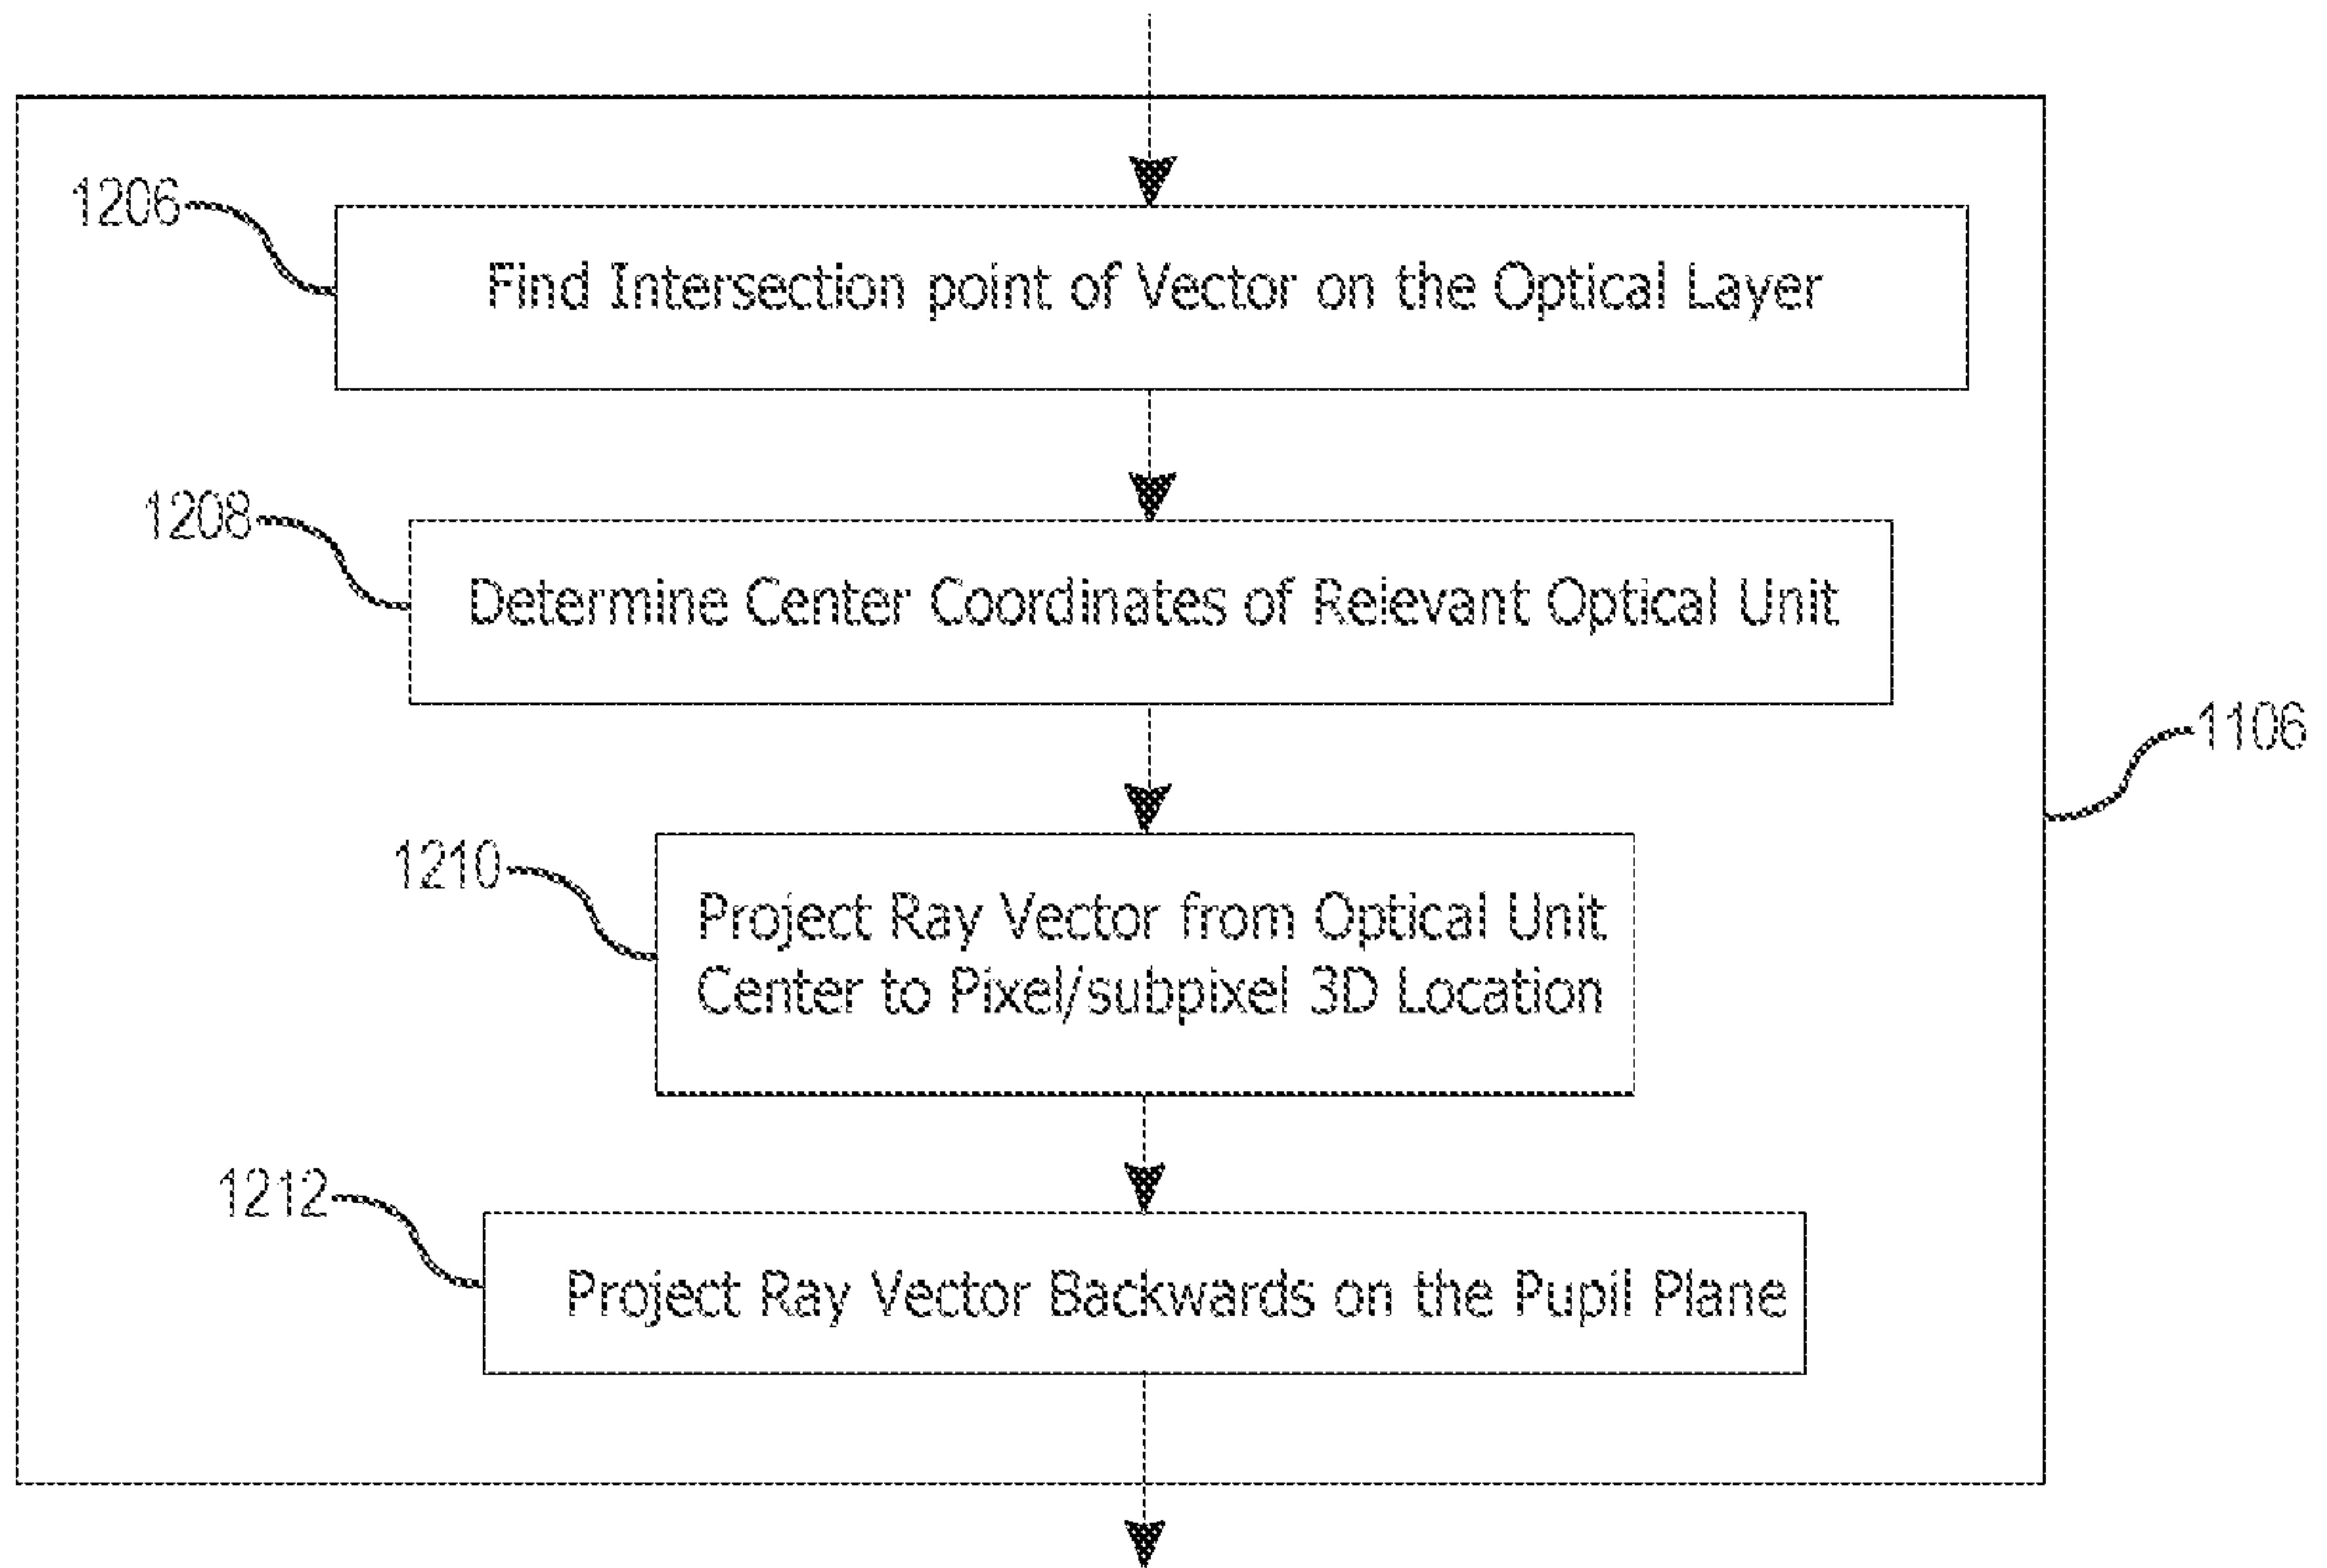 1206
Find Intersection point of Vector on the Optical Layer
1208
Determine Center Coordinates of Relevant Optical Unit
1106
1210
Project Ray Vector from Optical Unit
Center to Pixel/subpixel 3D Location
1212
Project Ray Vector Backwards on the Pupil Plane